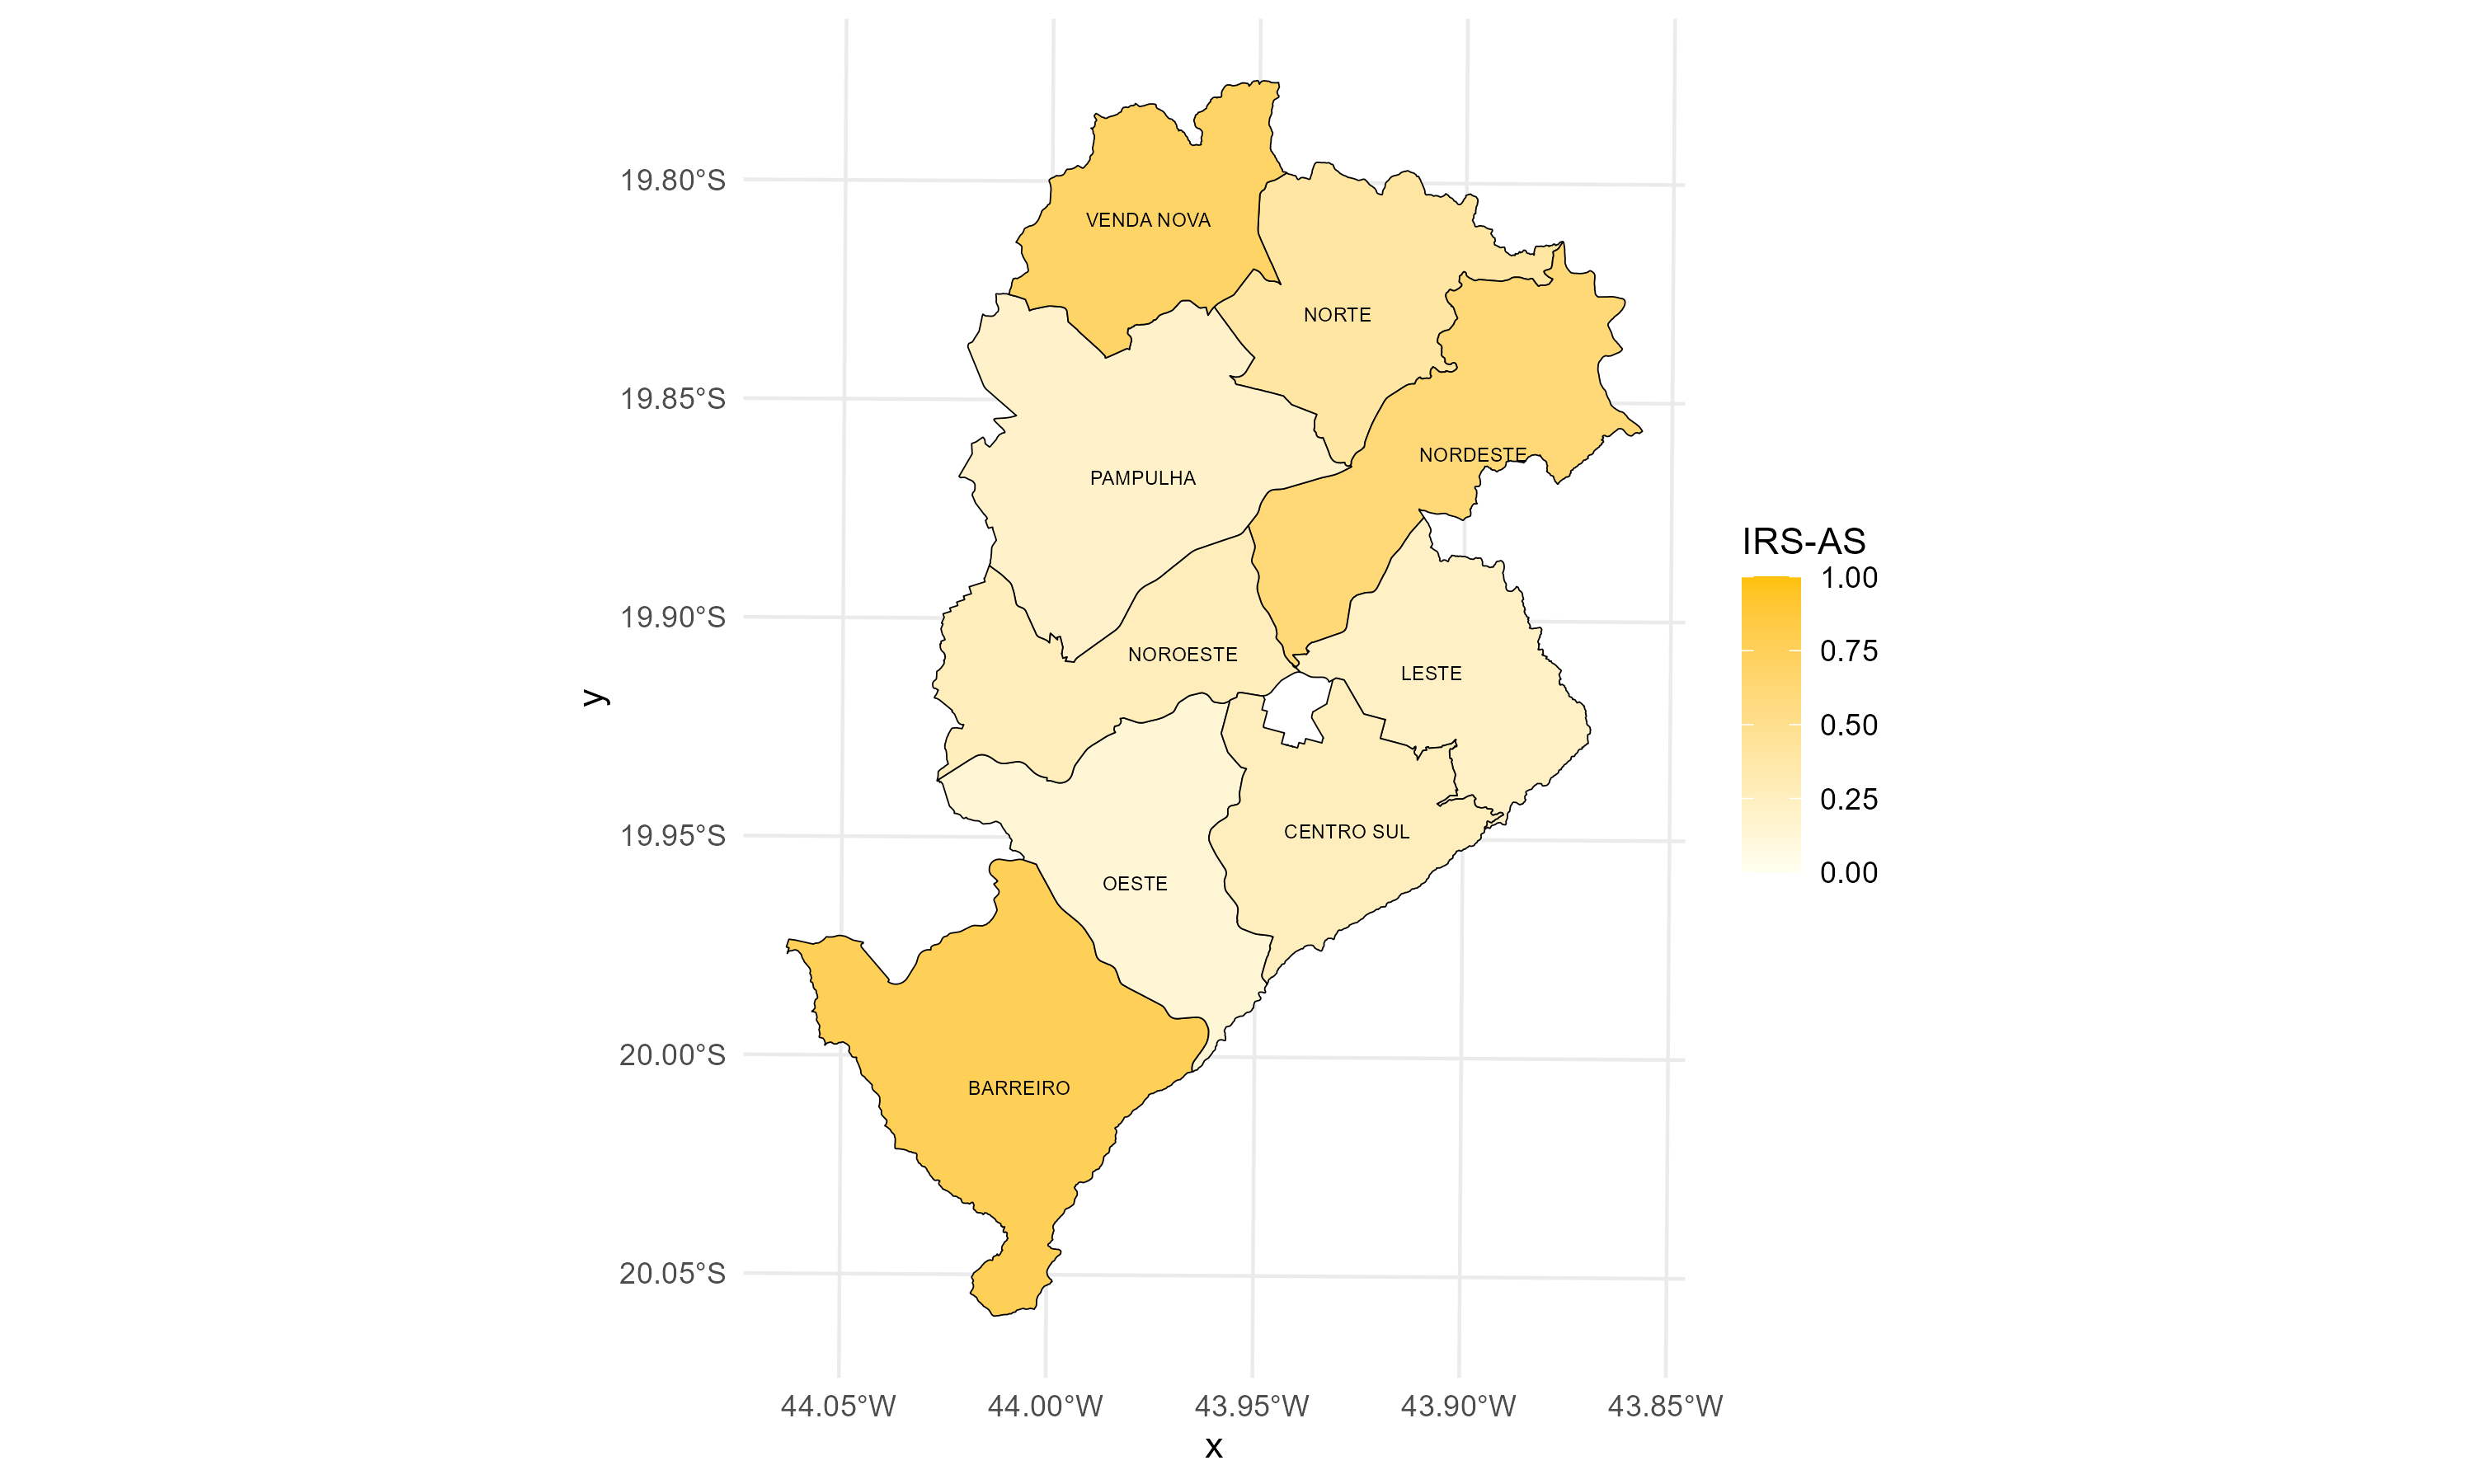 19.80°S
19.85°S
19.90°S
19.95°S
20.00°S
20.05°S
y
VENDA NOVA
NORTE
NORDESTE
PAMPULHA
NOROESTE
LESTE
CENTRO SUL
OESTE
BARREIRO
44.05°W 44.00°W 43.95°W 43.90°W 43.85°W
x
IRS-AS
1.00
0.75
0.50
0.25
0.00